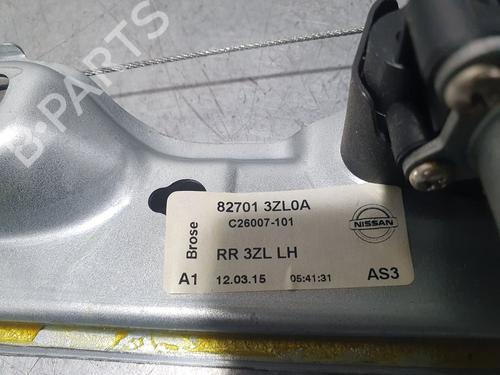 B-PARTS
82701 3ZL0A
C26007-101
Brose
NISSAN
RR 3ZL LH
A1 12.03.15 05:41:31 AS3